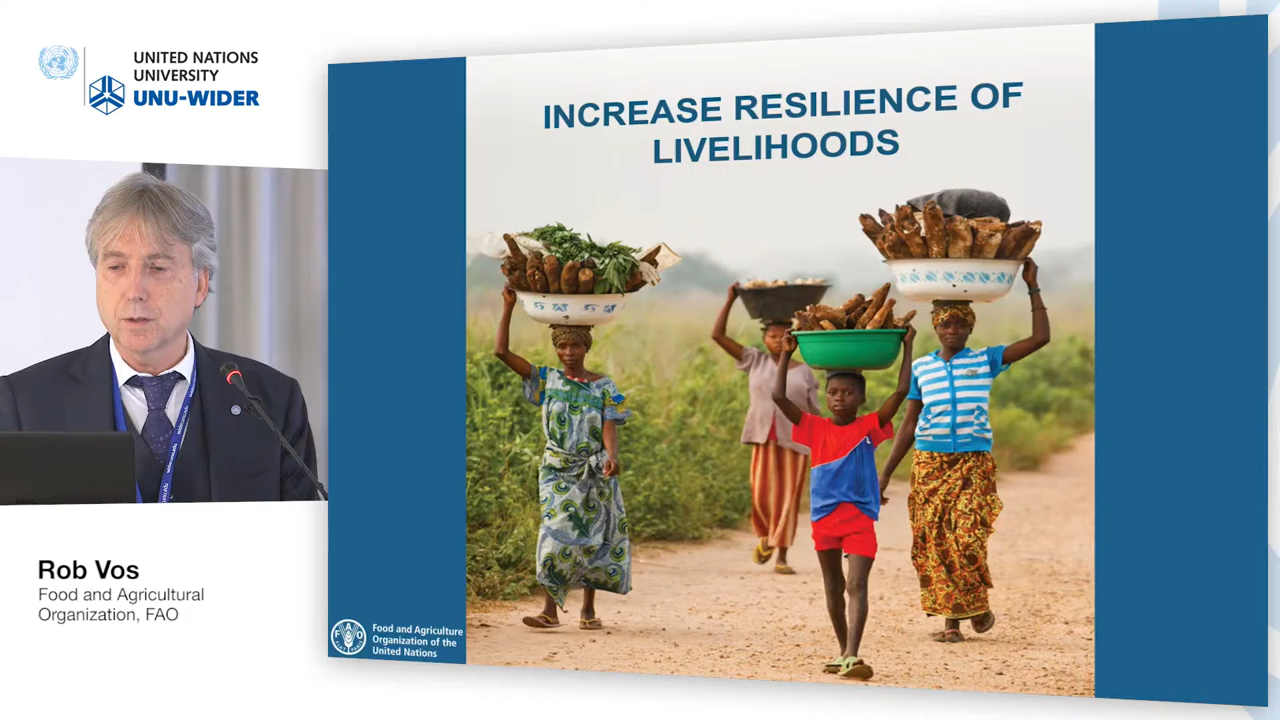 UNITED NATIONS
UNIVERSITY
UNU-WIDER
INCREASE RESILIENCE OF
LIVELIHOODS
Rob Vos
Food and Agricultural
Organization, FAO
F A O
Food and Agriculture
Organization of the
United Nations